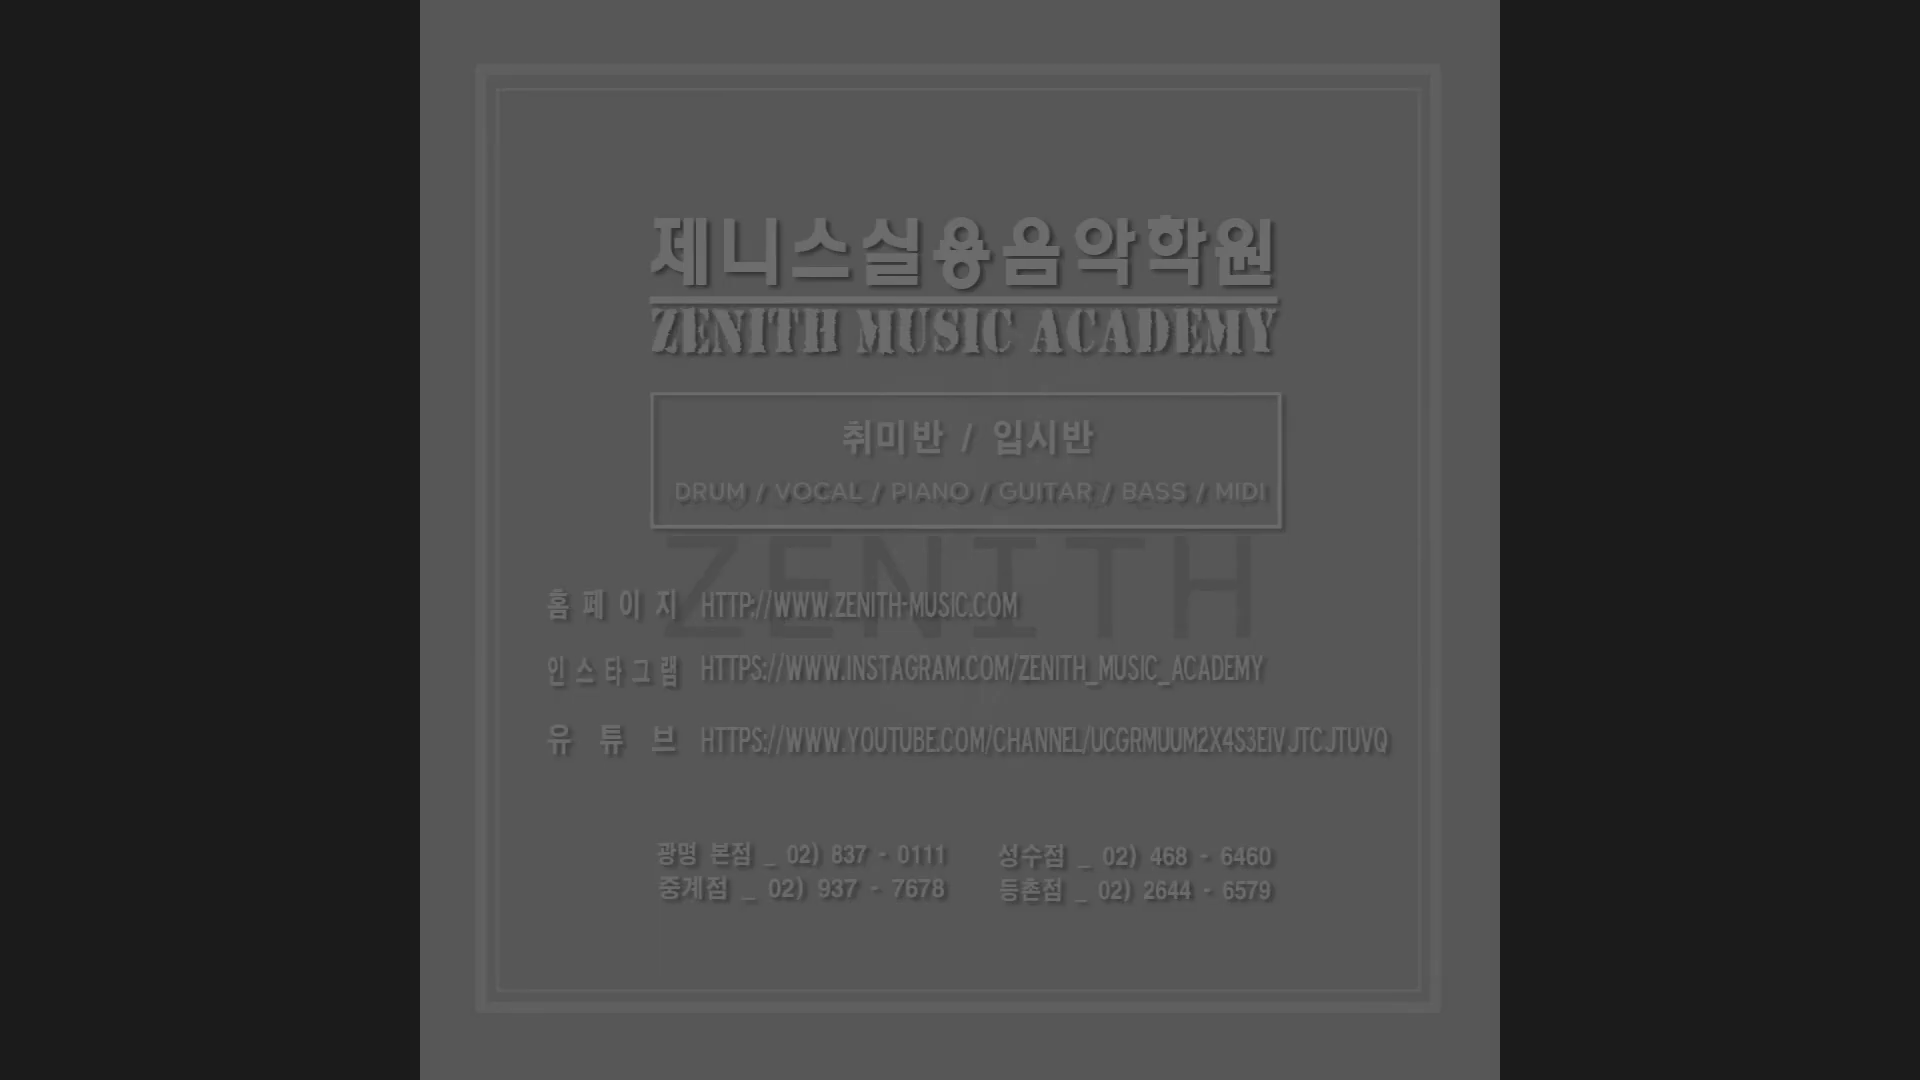 제니스실용음악학원
ZENITH MUSIC ACADEMY
취미반 / 입시반
DRUM / VOCAL / PIANO / GUITAR / BASS / MIDI
ZENITH
홈페이지 HTTP://WWW.ZENITH-MUSIC.COM
인스타그램 HTTPS://WWW.INSTAGRAM.COM/ZENITH_MUSIC_ACADEMY
유튜브 HTTPS://WWW.YOUTUBE.COM/CHANNEL/UCGRMUUM2X4S3EIVJTCJTUVQ
광명 본점 _ 02) 837 - 0111 성수점 _ 02) 468 - 6460
중계점 _ 02) 937 - 7678 등촌점 _ 02) 2644 - 6579